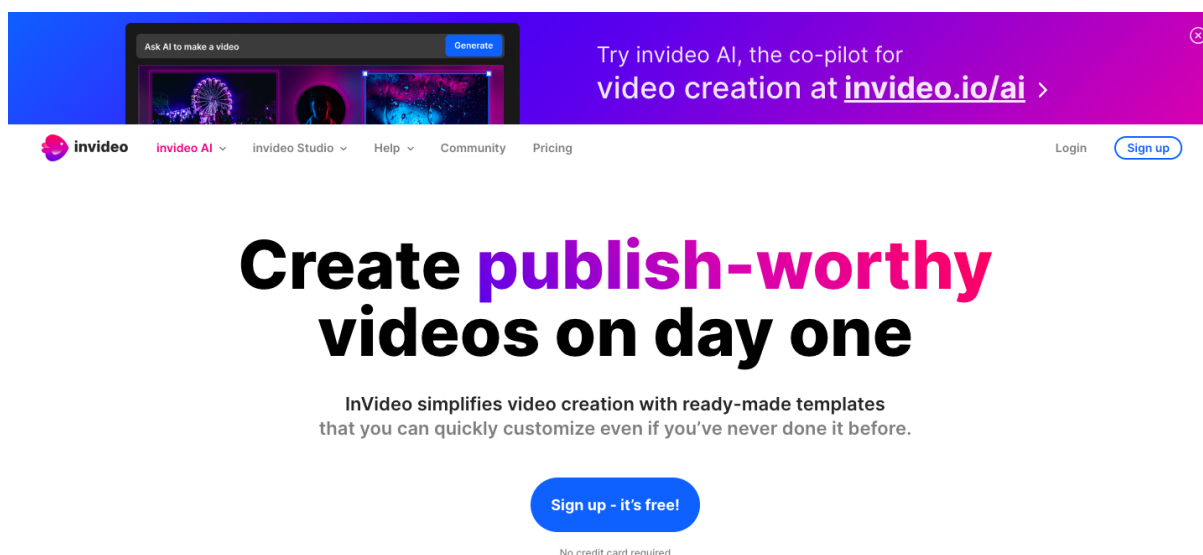 Ask AI to make a video
Generate
Try invideo AI, the co-pilot for
video creation at invideo.io/ai >
invideo
invideo AI
invideo Studio
Help
Community
Pricing
Login
Sign up
Create publish-worthy
videos on day one
InVideo simplifies video creation with ready-made templates
that you can quickly customize even if you’ve never done it before.
Sign up - it’s free!
No credit card required